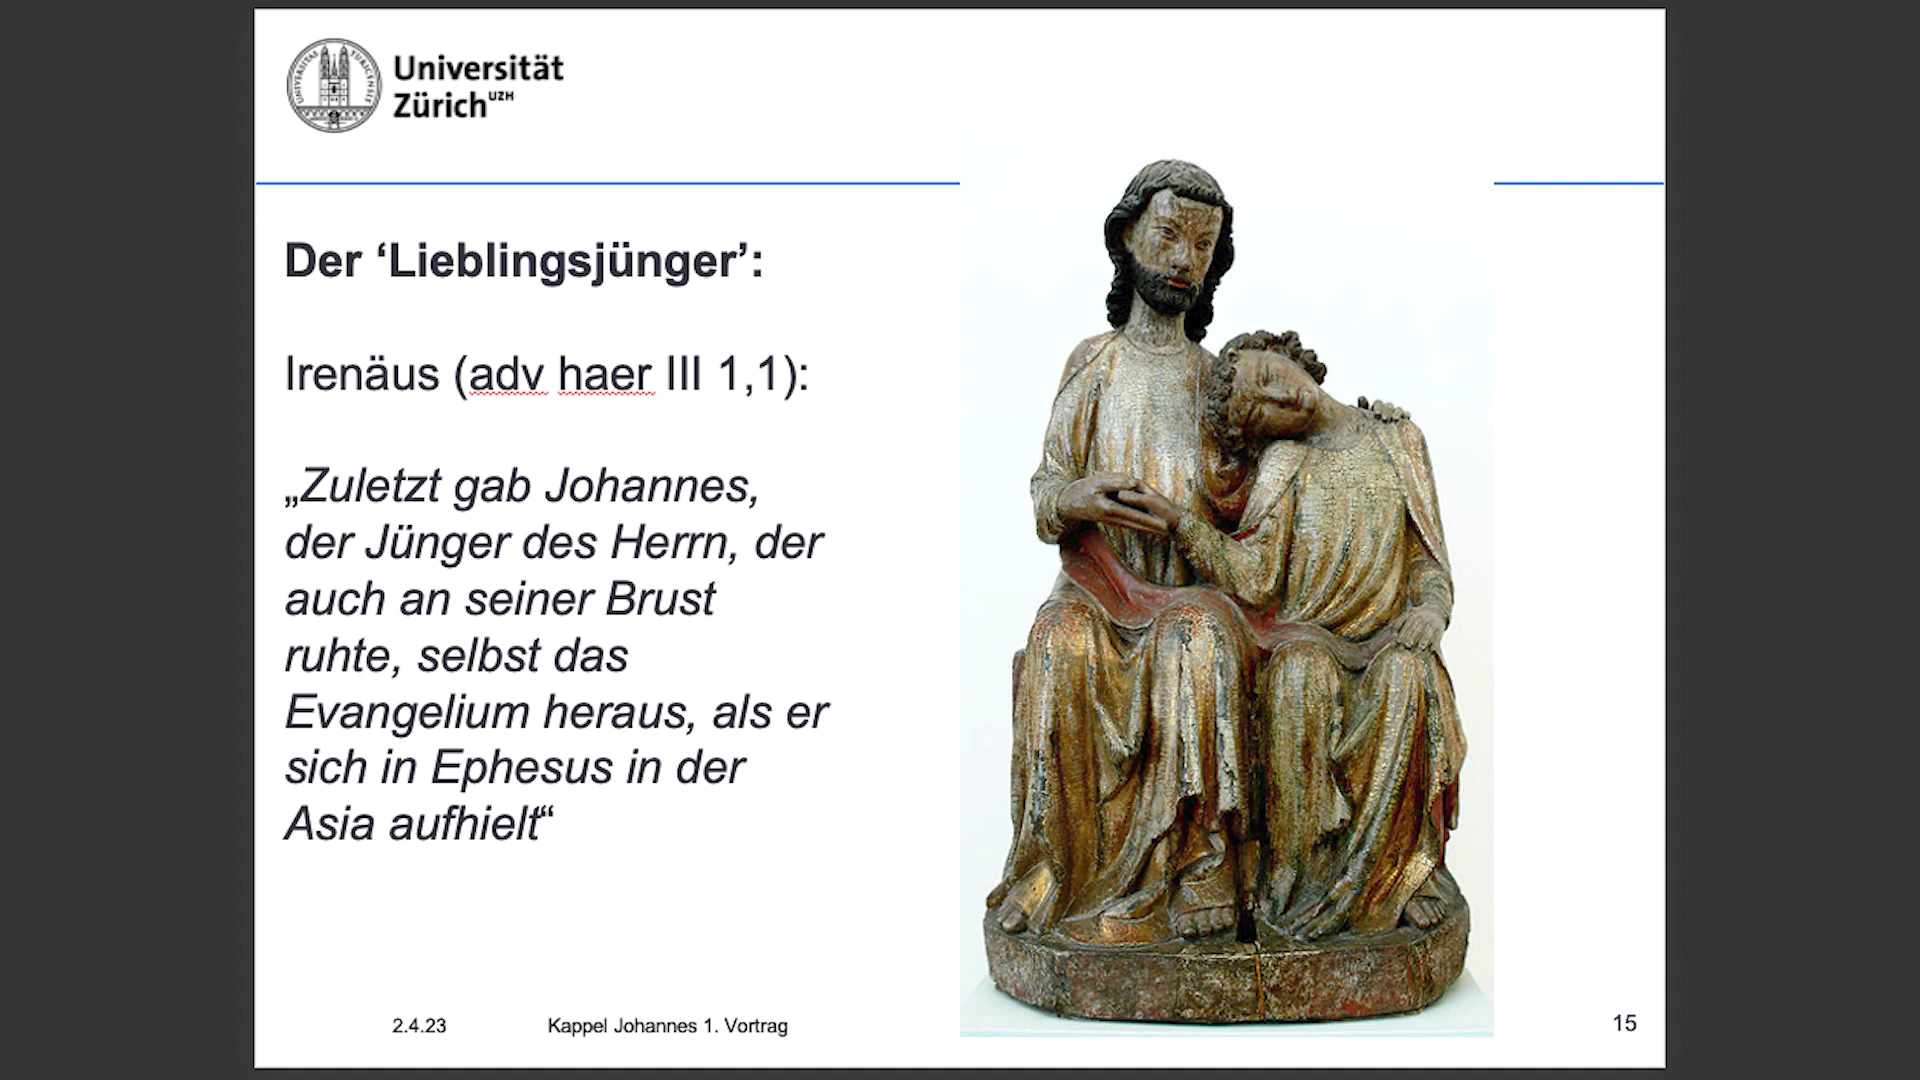 UNIVERSITAS TURICENSIS
Universität
Zürich UZH
Der ‘Lieblingsjünger’:
Irenäus (adv haer III 1,1):
„Zuletzt gab Johannes,
der Jünger des Herrn, der
auch an seiner Brust
ruhte, selbst das
Evangelium heraus, als er
sich in Ephesus in der
Asia aufhielt“
2.4.23
Kappel Johannes 1. Vortrag
15